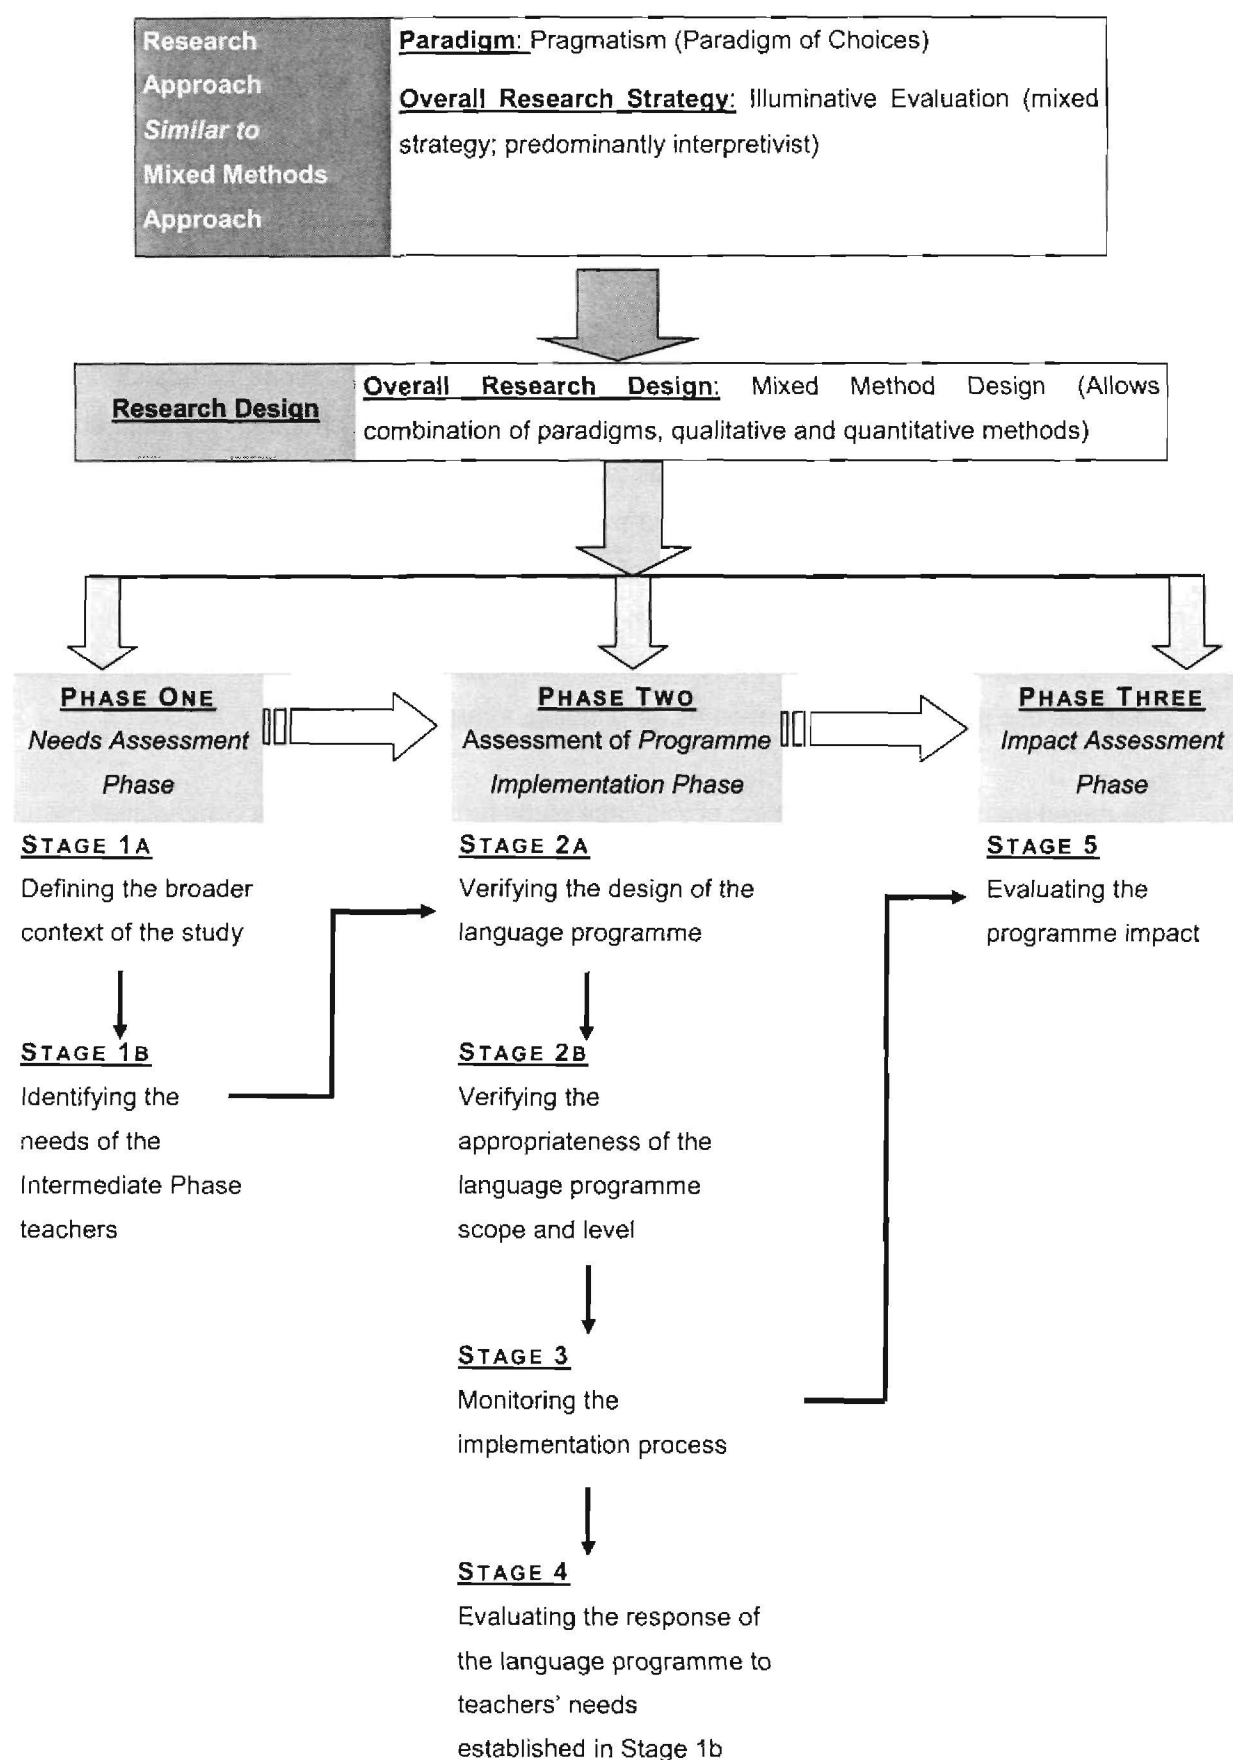 Research
Approach
Similar to
Mixed Methods
Approach
Paradigm: Pragmatism (Paradigm of Choices)
Overall Research Strategy: Illuminative Evaluation (mixed
strategy; predominantly interpretivist)
Research Design
Overall Research Design: Mixed Method Design (Allows
combination of paradigms, qualitative and quantitative methods)
PHASE ONE
Needs Assessment
Phase
PHASE TWO
Assessment of Programme
Implementation Phase
PHASE THREE
Impact Assessment
Phase
STAGE 1A
Defining the broader
context of the study
STAGE 1B
Identifying the
needs of the
Intermediate Phase
teachers
STAGE 2A
Verifying the design of the
language programme
STAGE 2B
Verifying the
appropriateness of the
language programme
scope and level
STAGE 3
Monitoring the
implementation process
STAGE 4
Evaluating the response of
the language programme to
teachers' needs
established in Stage 1b
STAGE 5
Evaluating the
programme impact